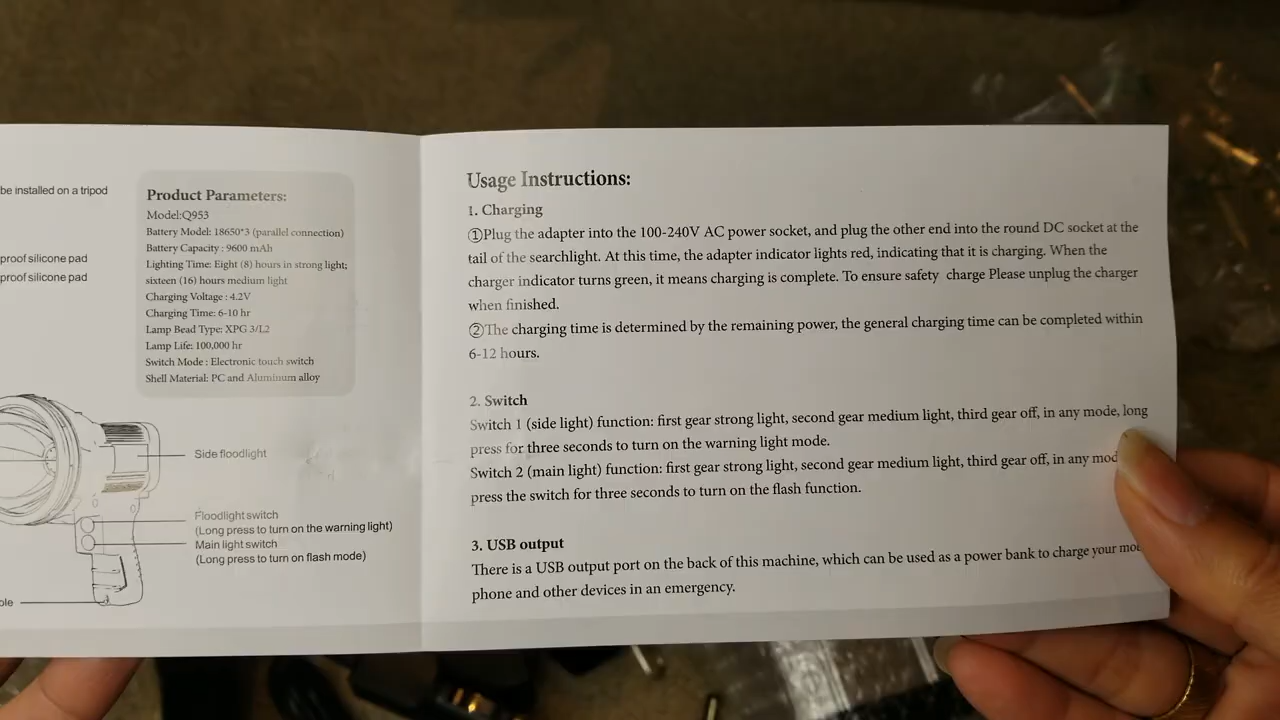 be installed on a tripod
proof silicone pad
proof silicone pad
Product Parameters:
Model:Q953
Battery Model: 18650*3 (parallel connection)
Battery Capacity : 9600 mAh
Lighting Time: Eight (8) hours in strong light;
sixteen (16) hours medium light
Charging Voltage : 4.2V
Charging Time: 6-10 hr
Lamp Bead Type: XPG 3/L2
Lamp Life: 100,000 hr
Switch Mode : Electronic touch switch
Shell Material: PC and Aluminum alloy
Side floodlight
Floodlight switch
(Long press to turn on the warning light)
Main light switch
(Long press to turn on flash mode)
Usage Instructions:
1. Charging
①Plug the adapter into the 100-240V AC power socket, and plug the other end into the round DC socket at the
tail of the searchlight. At this time, the adapter indicator lights red, indicating that it is charging. When the
charger indicator turns green, it means charging is complete. To ensure safety charge Please unplug the charger
when finished.
②The charging time is determined by the remaining power, the general charging time can be completed within
6-12 hours.
2. Switch
Switch 1 (side light) function: first gear strong light, second gear medium light, third gear off, in any mode, long
press for three seconds to turn on the warning light mode.
Switch 2 (main light) function: first gear strong light, second gear medium light, third gear off, in any
press the switch for three seconds to turn on the flash function.
3. USB output
There is a USB output port on the back of this machine, which can be used as a power bank to charge your
phone and other devices in an emergency.